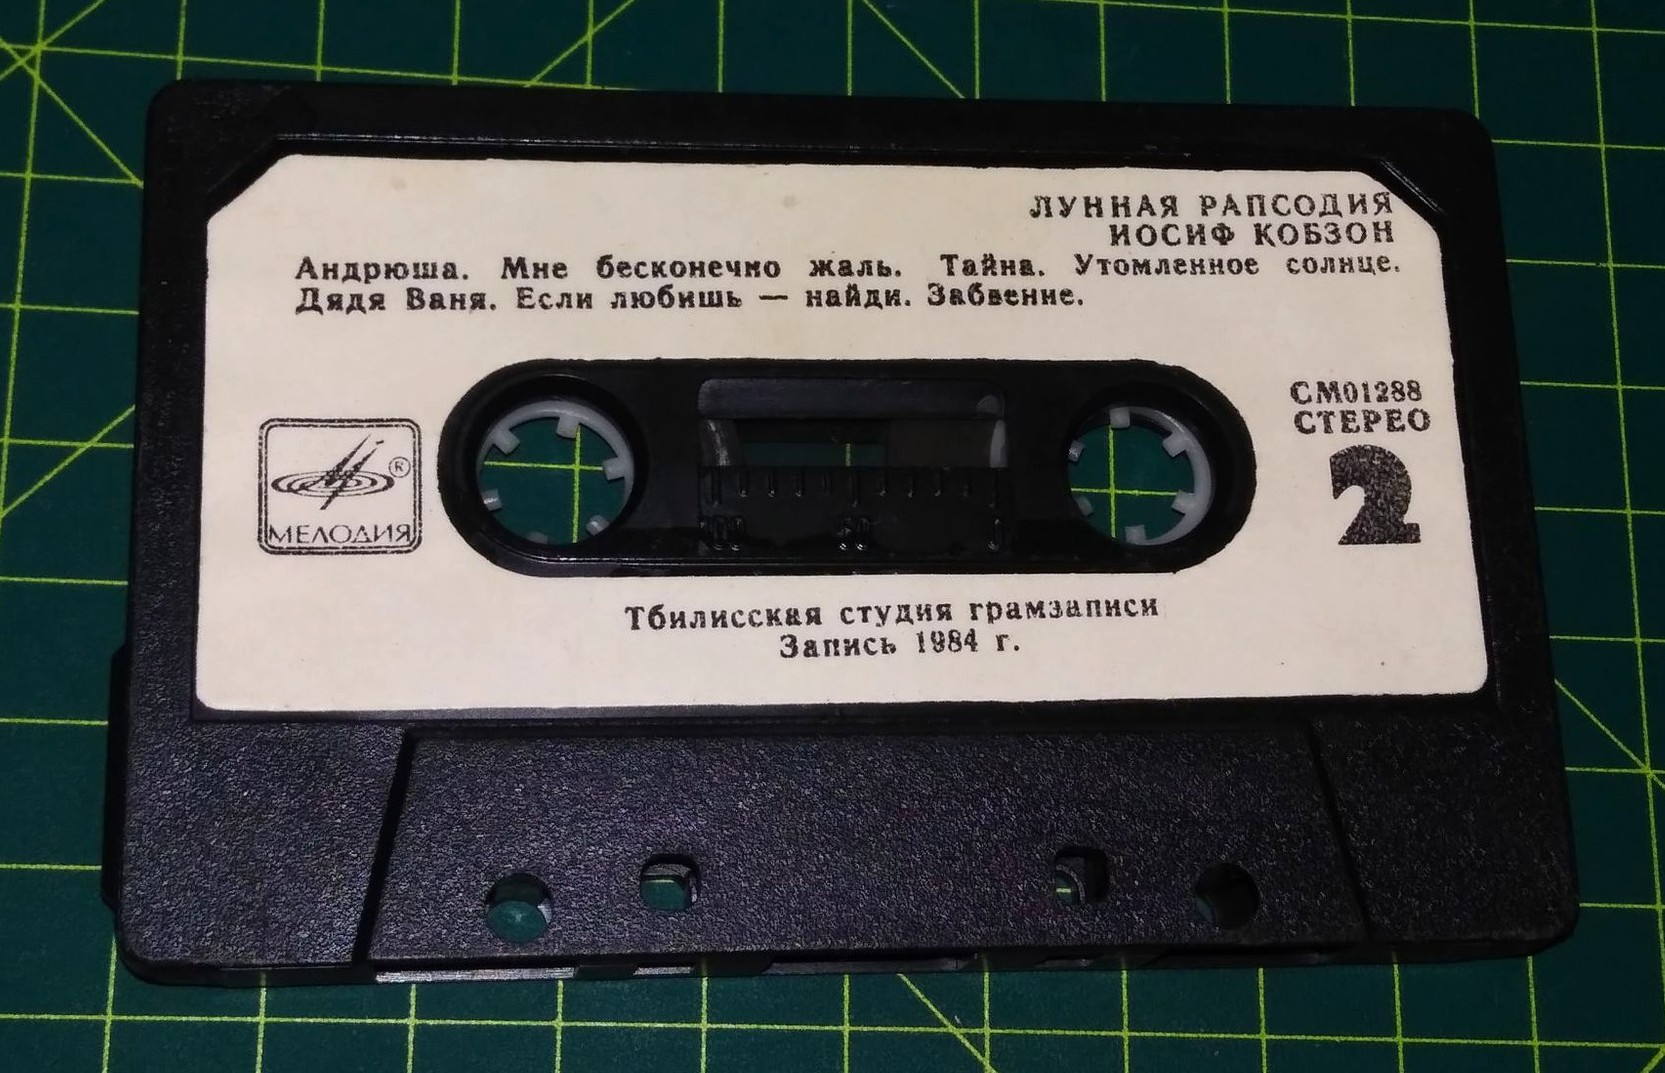 ЛУННАЯ РАПСОДИЯ
ИОСИФ КОБЗОН
Андрюша. Мне бесконечно жаль. Тайна. Утомленное солнце.
Дядя Ваня. Если любишь — найди. Забвение.
СМ01288
СТЕРЕО
2
®
МЕЛОДИЯ
Тбилисская студия грамзаписи
Запись 1984 г.